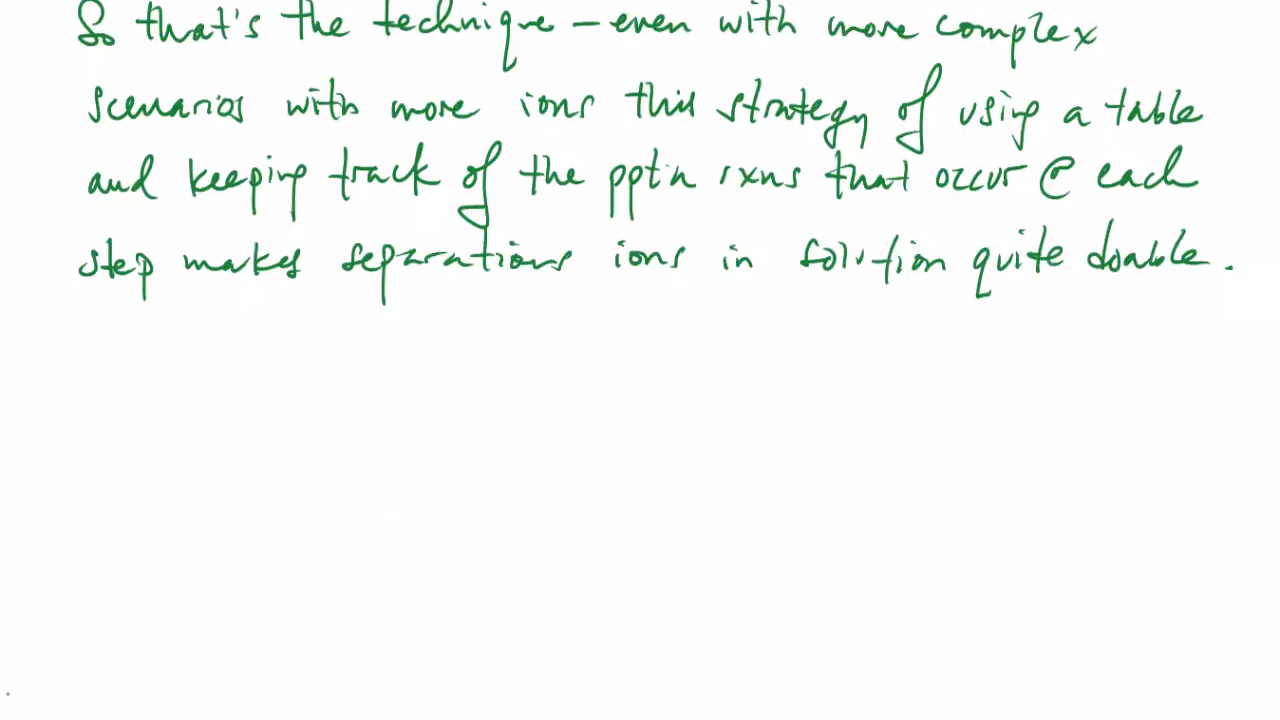 So that's the technique – even with more complex
scenarios with more ions this strategy of using a table
and keeping track of the ppt'n rxns that occur @ each
step makes separations ions in solution quite doable.